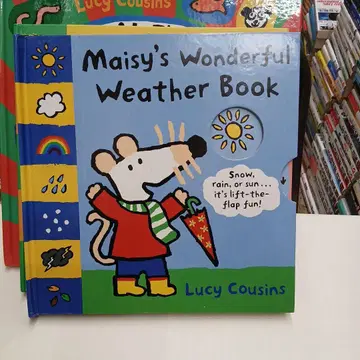 Lucy Cousins
Maisy's Wonderful
Weather Book
Snow,
rain, or sun...
it's lift-the-
flap fun!
Lucy Cousins